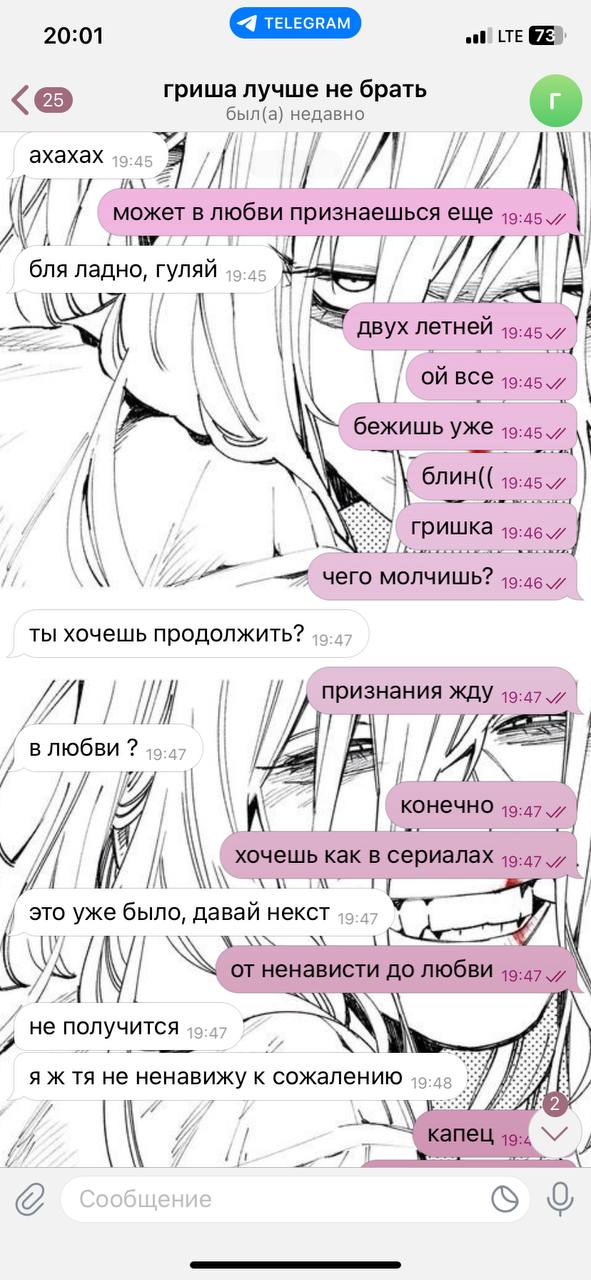 20:01
TELEGRAM
LTE
73
25
гриша лучше не брать
был(а) недавно
Г
ахахах 19:45
может в любви признаешься еще 19:45
бля ладно, гуляй 19:45
двух летней 19:45
ой все 19:45
бежишь уже 19:45
блин(( 19:45
гришка 19:46
чего молчишь? 19:46
ты хочешь продолжить? 19:47
признания жду 19:47
в любви ? 19:47
конечно 19:47
хочешь как в сериалах 19:47
это уже было, давай некст 19:47
от ненависти до любви 19:47
не получится 19:47
я ж тя не ненавижу к сожалению 19:48
2
капец
Сообщение